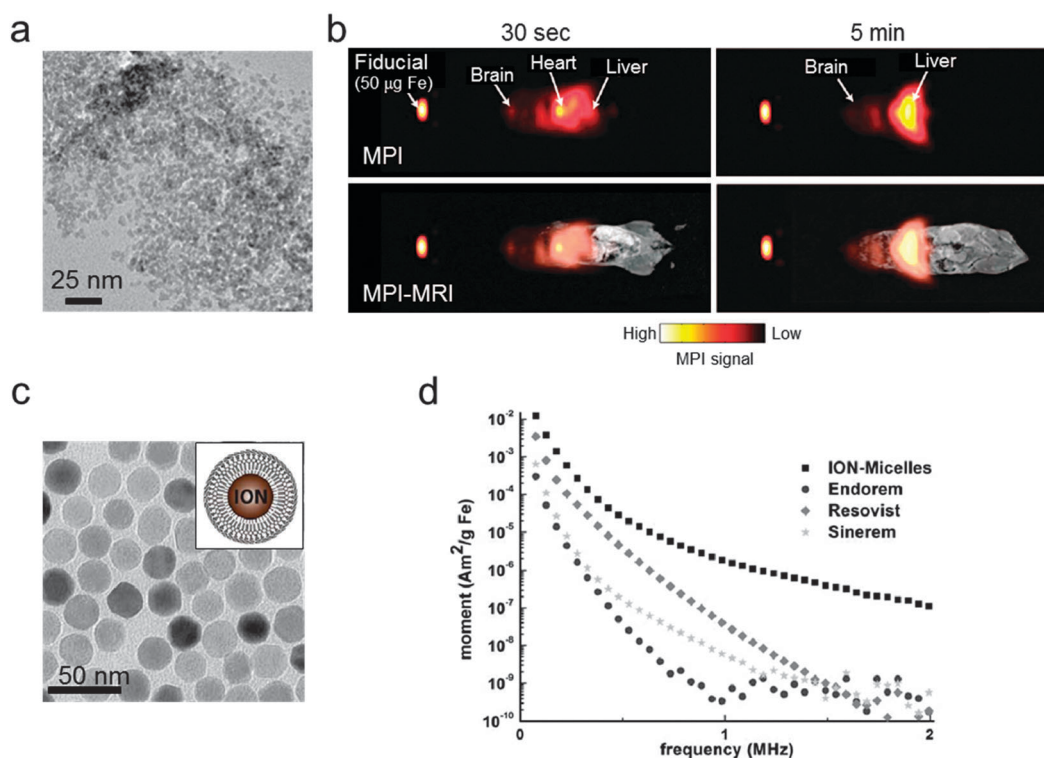 a
25 nm
b
30 sec
5 min
Fiducial
(50 µg Fe)
Brain
Heart
Liver
MPI
Brain
Liver
MPI-MRI
High
Low
MPI signal
c
ION
50 nm
d
moment (Am²/g Fe)
10⁻²
10⁻³
10⁻⁴
10⁻⁵
10⁻⁶
10⁻⁷
10⁻⁸
10⁻⁹
10⁻¹⁰
ION-Micelles
Endorem
Resovist
Sinerem
0
1
2
frequency (MHz)